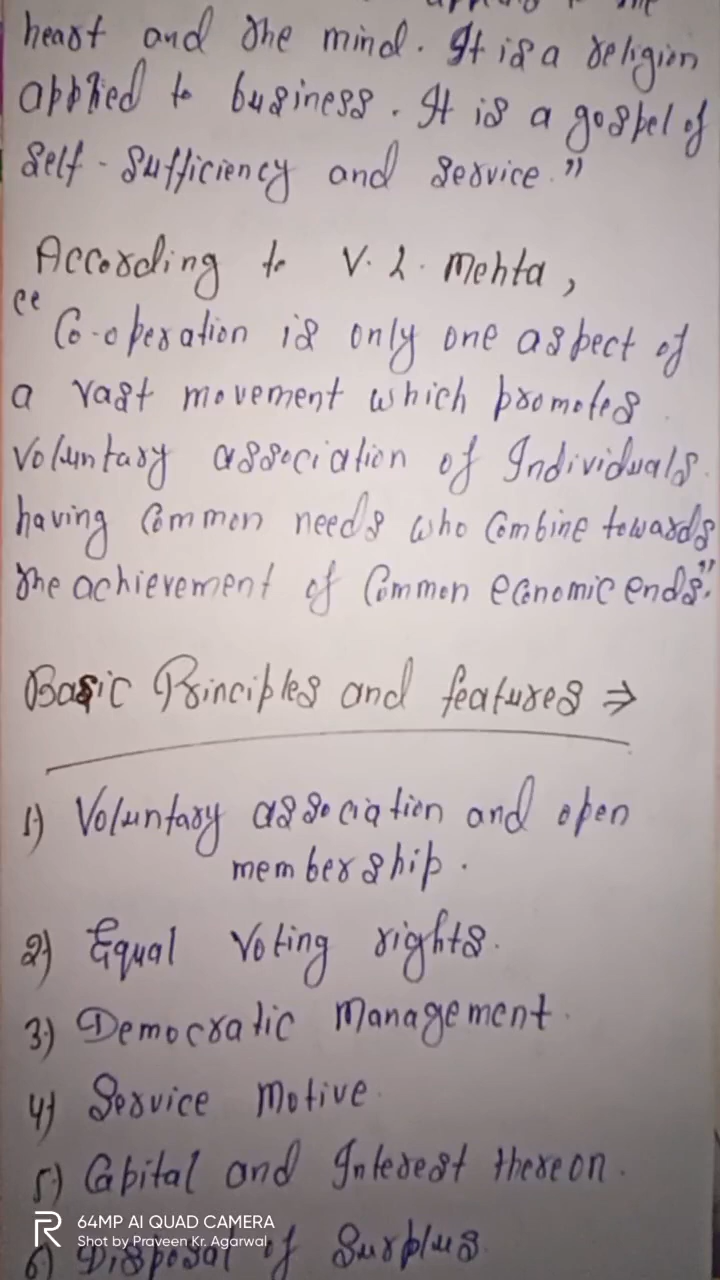 heart and the mind. It is a religion
applied to business. It is a gospel of
Self-Sufficiency and service."
According to V. L. Mehta,
"Co-operation is only one aspect of
a vast movement which promotes
voluntary association of Individuals
having Common needs who Combine towards
the achievement of Common economic ends."
Basic Principles and features ⇒
1) Voluntary association and open
membership.
2) Equal Voting rights.
3) Democratic Management.
4) Service Motive
5) Capital and Interest thereon.
6) Disposal of Surplus
R 64MP AI QUAD CAMERA
Shot by Praveen Kr. Agarwal